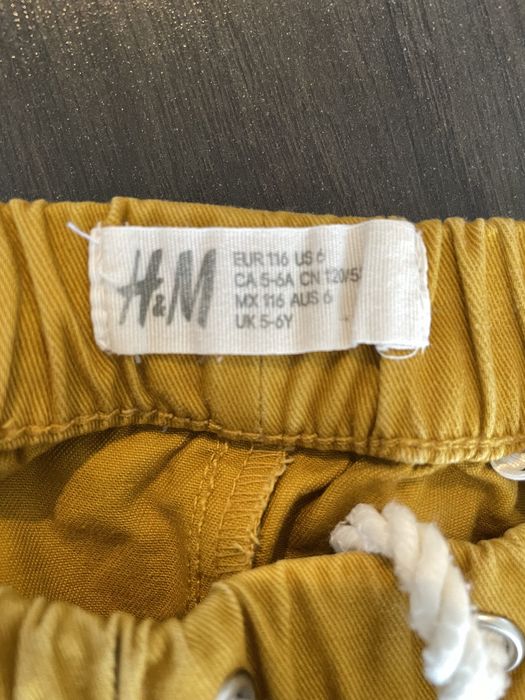 H&M
EUR 116 US 6
CA 5-6A CN 120/5
MX 116 AUS 6
UK 5-6Y